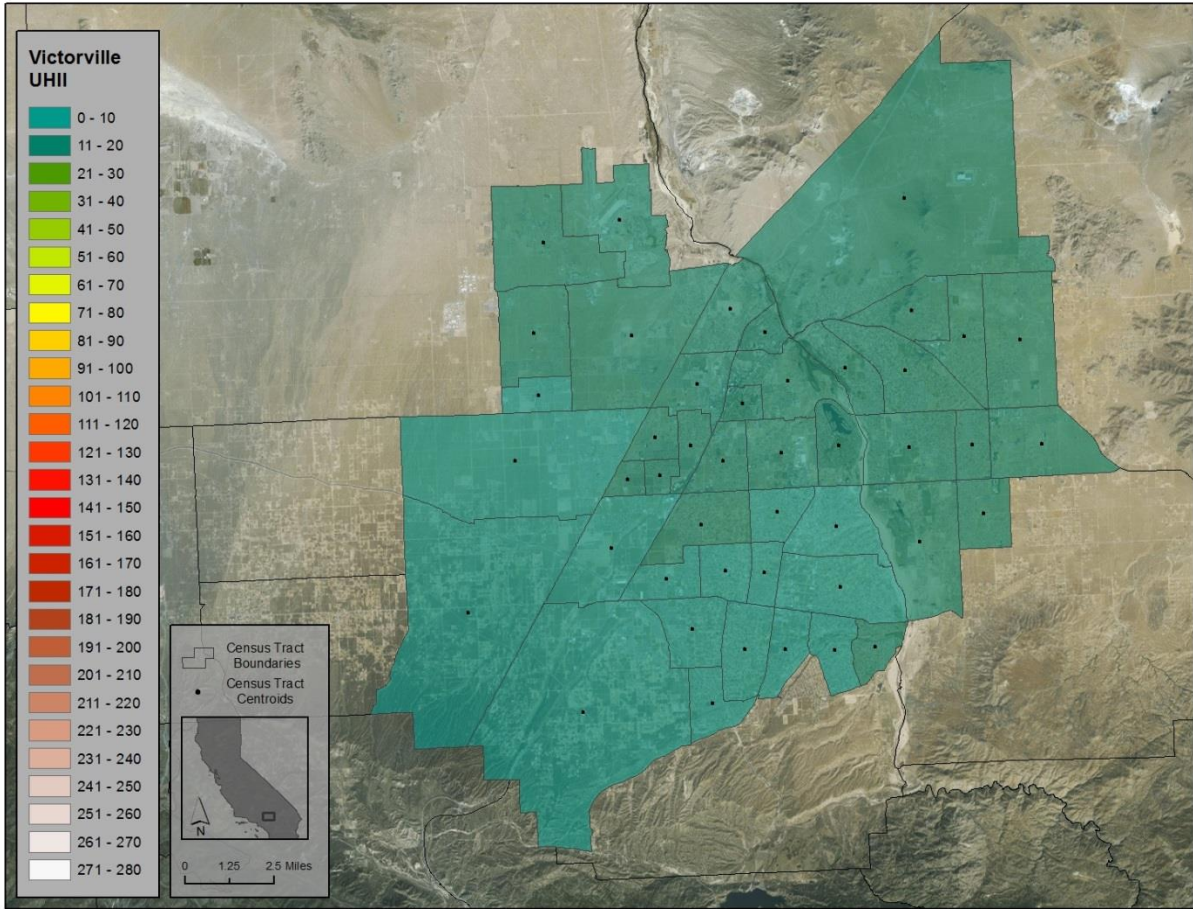 Victorville
UHII
0 - 10
11 - 20
21 - 30
31 - 40
41 - 50
51 - 60
61 - 70
71 - 80
81 - 90
91 - 100
101 - 110
111 - 120
121 - 130
131 - 140
141 - 150
151 - 160
161 - 170
171 - 180
181 - 190
191 - 200
201 - 210
211 - 220
221 - 230
231 - 240
241 - 250
251 - 260
261 - 270
271 - 280
Census Tract
Boundaries
Census Tract
Centroids
N
0 1.25 2.5 Miles